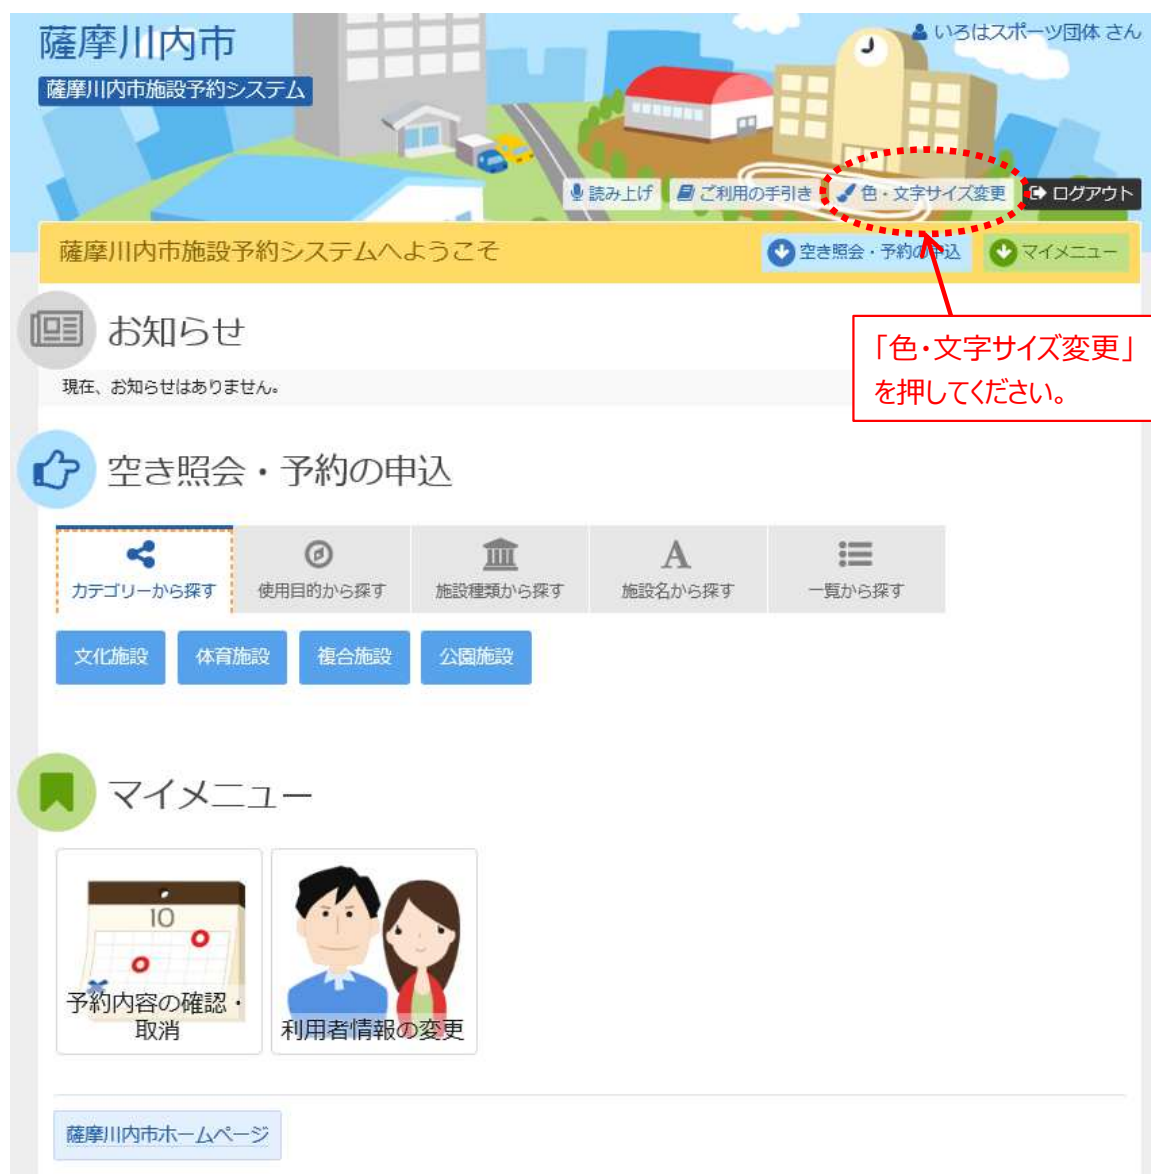 薩摩川内市
薩摩川内市施設予約システム
いろはスポーツ団体 さん
読み上げ
ご利用の手引き
色・文字サイズ変更
ログアウト
薩摩川内市施設予約システムへようこそ
空き照会・予約の申込
マイメニュー
お知らせ
現在、お知らせはありません。
「色・文字サイズ変更」
を押してください。
空き照会・予約の申込
カテゴリーから探す
使用目的から探す
施設種類から探す
A
施設名から探す
一覧から探す
文化施設
体育施設
複合施設
公園施設
マイメニュー
10
予約内容の確認・
取消
利用者情報の変更
薩摩川内市ホームページ